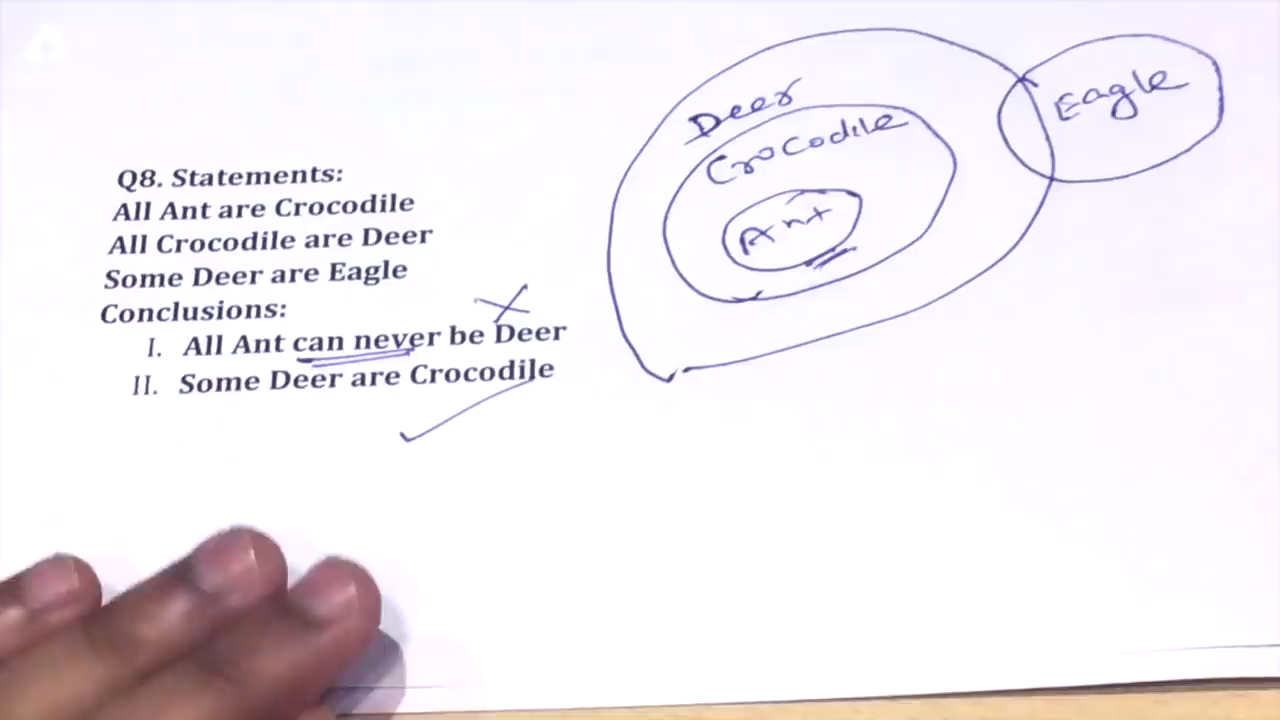 Q8. Statements:
All Ant are Crocodile
All Crocodile are Deer
Some Deer are Eagle
Conclusions:
I. All Ant can never be Deer
II. Some Deer are Crocodile
Deer
Crocodile
Ant
Eagle